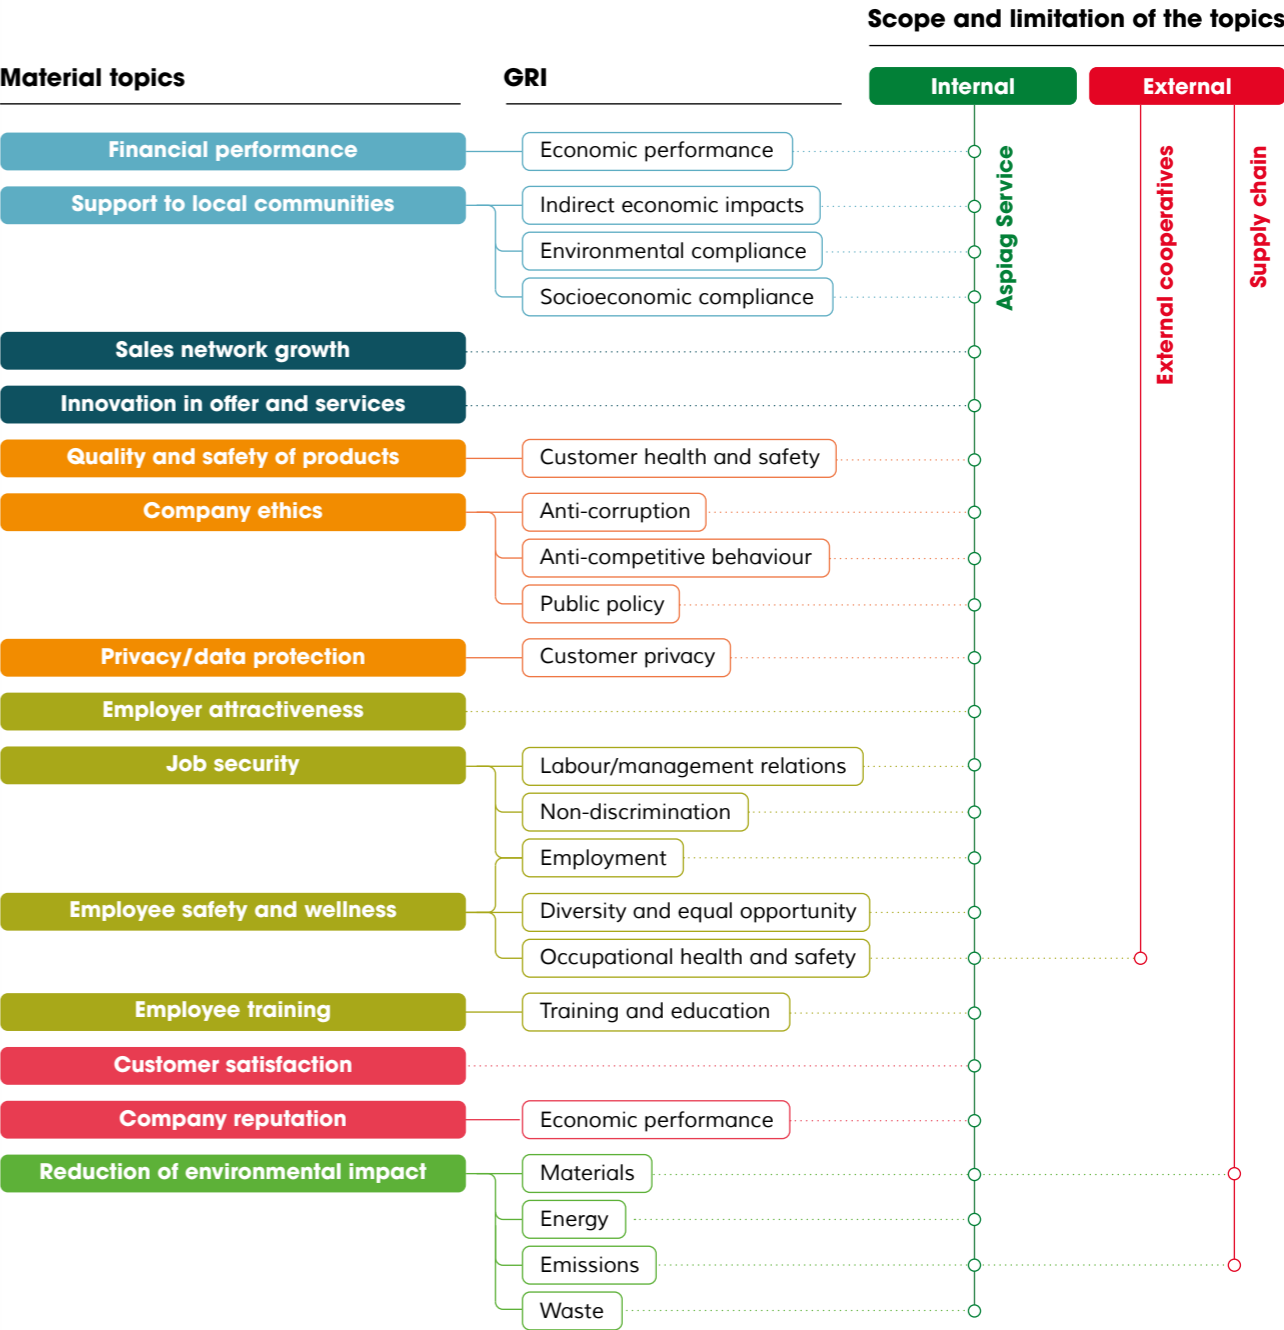 Scope and limitation of the topics
Material topics
GRI
Internal
External
Aspiag Service
External cooperatives
Supply chain
Financial performance
Economic performance
Support to local communities
Indirect economic impacts
Environmental compliance
Socioeconomic compliance
Sales network growth
Innovation in offer and services
Quality and safety of products
Customer health and safety
Company ethics
Anti-corruption
Anti-competitive behaviour
Public policy
Privacy/data protection
Customer privacy
Employer attractiveness
Job security
Labour/management relations
Non-discrimination
Employment
Employee safety and wellness
Diversity and equal opportunity
Occupational health and safety
Employee training
Training and education
Customer satisfaction
Company reputation
Economic performance
Reduction of environmental impact
Materials
Energy
Emissions
Waste